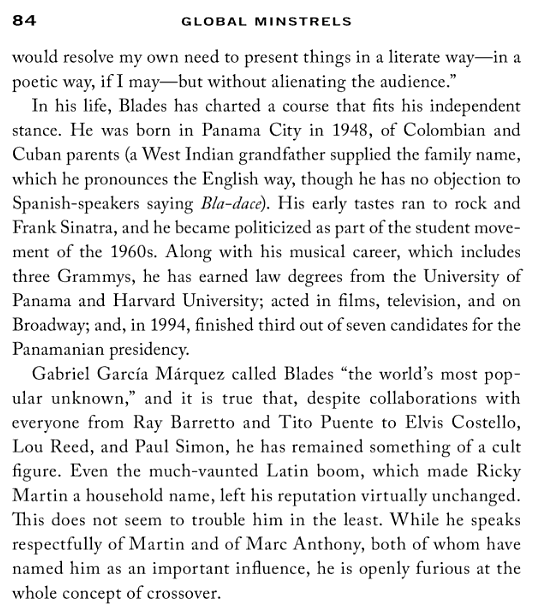 84 GLOBAL MINSTRELS
would resolve my own need to present things in a literate way—in a
poetic way, if I may—but without alienating the audience.”
In his life, Blades has charted a course that fits his independent
stance. He was born in Panama City in 1948, of Colombian and
Cuban parents (a West Indian grandfather supplied the family name,
which he pronounces the English way, though he has no objection to
Spanish-speakers saying Bla-dace). His early tastes ran to rock and
Frank Sinatra, and he became politicized as part of the student move-
ment of the 1960s. Along with his musical career, which includes
three Grammys, he has earned law degrees from the University of
Panama and Harvard University; acted in films, television, and on
Broadway; and, in 1994, finished third out of seven candidates for the
Panamanian presidency.
Gabriel García Márquez called Blades “the world’s most pop-
ular unknown,” and it is true that, despite collaborations with
everyone from Ray Barretto and Tito Puente to Elvis Costello,
Lou Reed, and Paul Simon, he has remained something of a cult
figure. Even the much-vaunted Latin boom, which made Ricky
Martin a household name, left his reputation virtually unchanged.
This does not seem to trouble him in the least. While he speaks
respectfully of Martin and of Marc Anthony, both of whom have
named him as an important influence, he is openly furious at the
whole concept of crossover.